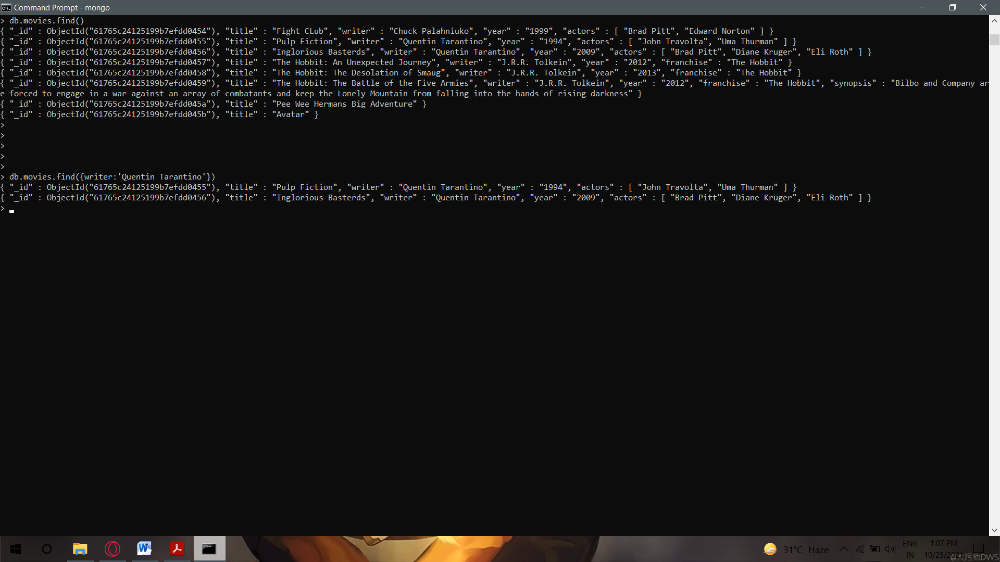 Command Prompt - mongo
> db.movies.find()
{ "_id" : ObjectId("61765c24125199b7efdd0454"), "title" : "Fight CLub", "writer" : "Chuck Palahniuko", "year" : "1999", "actors" : [ "Brad Pitt", "Edward Norton" ] }
{ "_id" : ObjectId("61765c24125199b7efdd0455"), "title" : "Pulp Fiction", "writer" : "Quentin Tarantino", "year" : "1994", "actors" : [ "John Travolta", "Uma Thurman" ] }
{ "_id" : ObjectId("61765c24125199b7efdd0456"), "title" : "Inglorious Basterds", "writer" : "Quentin Tarantino", "year" : "2009", "actors" : [ "Brad Pitt", "Diane Kruger", "Eli Roth" ] }
{ "_id" : ObjectId("61765c24125199b7efdd0457"), "title" : "The Hobbit: An Unexpected Journey", "writer" : "J.R.R. Tolkein", "year" : "2012", "franchise" : "The Hobbit" }
{ "_id" : ObjectId("61765c24125199b7efdd0458"), "title" : "The Hobbit: The Desolation of Smaug", "writer" : "J.R.R. Tolkein", "year" : "2013", "franchise" : "The Hobbit" }
{ "_id" : ObjectId("61765c24125199b7efdd0459"), "title" : "The Hobbit: The Battle of the Five Armies", "writer" : "J.R.R. Tolkein", "year" : "2012", "franchise" : "The Hobbit", "synopsis" : "Bilbo and Company ar
e forced to engage in a war against an array of combatants and keep the Lonely Mountain from falling into the hands of rising darkness" }
{ "_id" : ObjectId("61765c24125199b7efdd045a"), "title" : "Pee Wee Hermans Big Adventure" }
{ "_id" : ObjectId("61765c24125199b7efdd045b"), "title" : "Avatar" }
>
>
>
>
>
> db.movies.find({writer:'Quentin Tarantino'})
{ "_id" : ObjectId("61765c24125199b7efdd0455"), "title" : "Pulp Fiction", "writer" : "Quentin Tarantino", "year" : "1994", "actors" : [ "John Travolta", "Uma Thurman" ] }
{ "_id" : ObjectId("61765c24125199b7efdd0456"), "title" : "Inglorious Basterds", "writer" : "Quentin Tarantino", "year" : "2009", "actors" : [ "Brad Pitt", "Diane Kruger", "Eli Roth" ] }
>
31°C Haze
ENG
IN
1:07 PM
10/25/2021